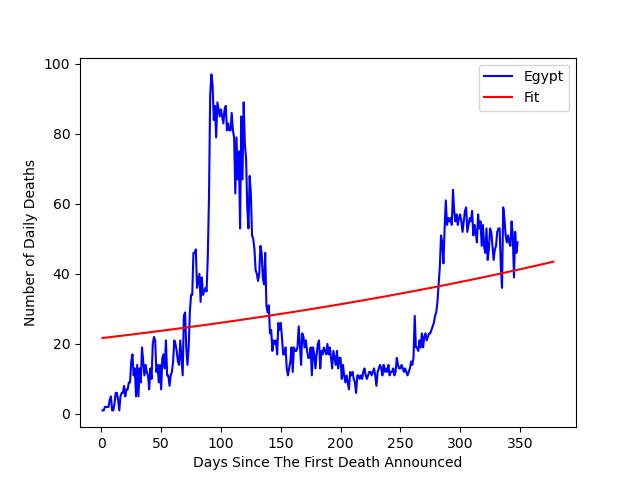 Egypt
Fit
100
80
60
40
20
0
Number of Daily Deaths
0 50 100 150 200 250 300 350
Days Since The First Death Announced